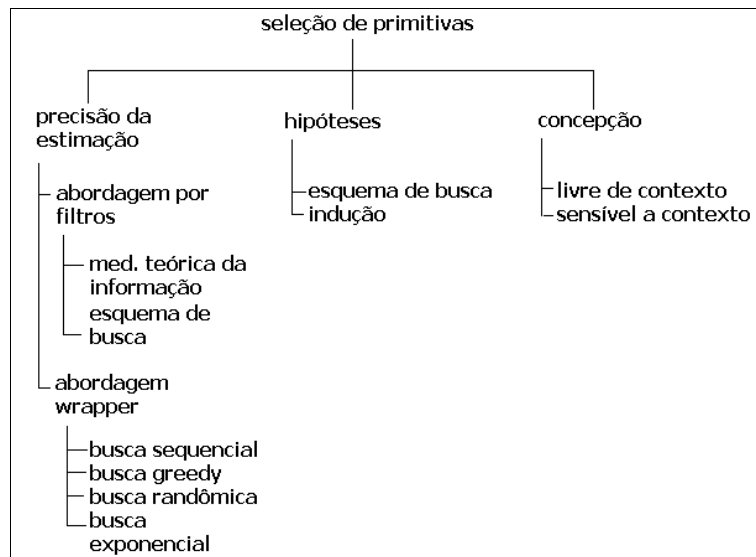 seleção de primitivas
precisão da
estimação
abordagem por
filtros
med. teórica da
informação
esquema de
busca
abordagem
wrapper
busca sequencial
busca greedy
busca randômica
busca
exponencial
hipóteses
esquema de busca
indução
concepção
livre de contexto
sensível a contexto